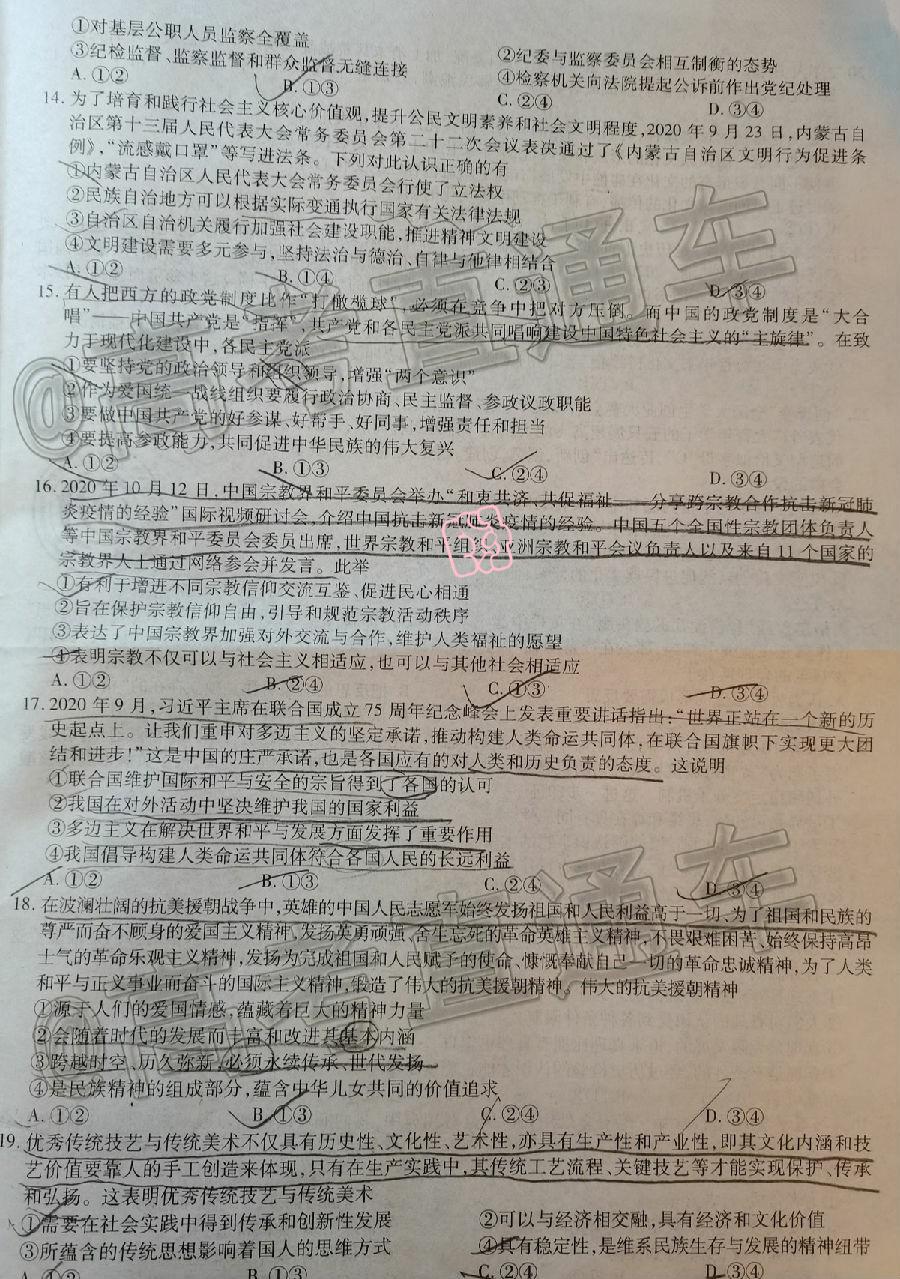 ①对基层公职人员监察全覆盖
②纪委与监察委员会相互制衡的态势
③纪检监督、监察监督和群众监督无缝连接
④检察机关向法院提起公诉前作出党纪处理
A. ①② B. ①③ C. ②④ D. ③④
14. 为了培育和践行社会主义核心价值观,提升公民文明素养和社会文明程度,2020年9月23日,内蒙古自
治区第十三届人民代表大会常务委员会第二十二次会议表决通过了《内蒙古自治区文明行为促进条
例》,“流感戴口罩”等写进法条。下列对此认识正确的有
①内蒙古自治区人民代表大会常务委员会行使了立法权
②民族自治地方可以根据实际变通执行国家有关法律法规
③自治区自治机关履行加强社会建设职能,推进精神文明建设
④文明建设需要多元参与,坚持法治与德治、自律与他律相结合
A. ①② B. ①④ C. ②③ D. ③④
15. 有人把西方的政党制度比作“打橄榄球”,必须在竞争中把对方压倒。而中国的政党制度是“大合
唱”——中国共产党是“指挥”,共产党和各民主党派共同唱响建设中国特色社会主义的“主旋律”。在致
力于现代化建设中,各民主党派
①要坚持党的政治领导和组织领导,增强“两个意识”
②作为爱国统一战线组织要履行政治协商、民主监督、参政议政职能
③要做中国共产党的好参谋、好帮手、好同事,增强责任和担当
④要提高参政能力,共同促进中华民族的伟大复兴
A. ①② B. ①③ C. ②④ D. ③④
16. 2020年10月12日,中国宗教界和平委员会举办“和衷共济、共促福祉——分享跨宗教合作抗击新冠肺
炎疫情的经验”国际视频研讨会,介绍中国抗击新冠肺炎疫情的经验。中国五个全国性宗教团体负责人
等中国宗教界和平委员会委员出席,世界宗教和平组织、亚洲宗教和平会议负责人以及来自11个国家的
宗教界人士通过网络参会并发言。此举
①有利于增进不同宗教信仰交流互鉴、促进民心相通
②旨在保护宗教信仰自由,引导和规范宗教活动秩序
③表达了中国宗教界加强对外交流与合作,维护人类福祉的愿望
④表明宗教不仅可以与社会主义相适应,也可以与其他社会相适应
A. ①② B. ②④ C. ①③ D. ③④
17. 2020年9月,习近平主席在联合国成立75周年纪念峰会上发表重要讲话指出:“世界正站在一个新的历
史起点上。让我们重申对多边主义的坚定承诺,推动构建人类命运共同体,在联合国旗帜下实现更大团
结和进步!”这是中国的庄严承诺,也是各国应有的对人类和历史负责的态度。这说明
①联合国维护国际和平与安全的宗旨得到了各国的认可
②我国在对外活动中坚决维护我国的国家利益
③多边主义在解决世界和平与发展方面发挥了重要作用
④我国倡导构建人类命运共同体符合各国人民的长远利益
A. ①② B. ①③ C. ②④ D. ③④
18. 在波澜壮阔的抗美援朝战争中,英雄的中国人民志愿军始终发扬祖国和人民利益高于一切、为了祖国和民族的
尊严而奋不顾身的爱国主义精神、发扬英勇顽强、舍生忘死的革命英雄主义精神,不畏艰难困苦、始终保持高昂
士气的革命乐观主义精神,发扬为完成祖国和人民赋予的使命、慷慨奉献自己一切的革命忠诚精神,为了人类
和平与正义事业而奋斗的国际主义精神,锻造了伟大的抗美援朝精神。伟大的抗美援朝精神
①源于人们的爱国情感,蕴藏着巨大的精神力量
②会随着时代的发展而丰富和改进其基本内涵
③跨越时空、历久弥新,必须永续传承、世代发扬
④是民族精神的组成部分,蕴含中华儿女共同的价值追求
A. ①② B. ①③ C. ②④ D. ③④
19. 优秀传统技艺与传统美术不仅具有历史性、文化性、艺术性,亦具有生产性和产业性,即其文化内涵和技
艺价值要靠人的手工创造来体现,只有在生产实践中,其传统工艺流程、关键技艺等才能实现保护、传承
和弘扬。这表明优秀传统技艺与传统美术
①需要在社会实践中得到传承和创新性发展
②可以与经济相交融,具有经济和文化价值
③所蕴含的传统思想影响着国人的思维方式
④具有稳定性,是维系民族生存与发展的精神纽带
A. ①② B. ①③ C. ②④ D. ③④
@高考直通车
@高考直通车